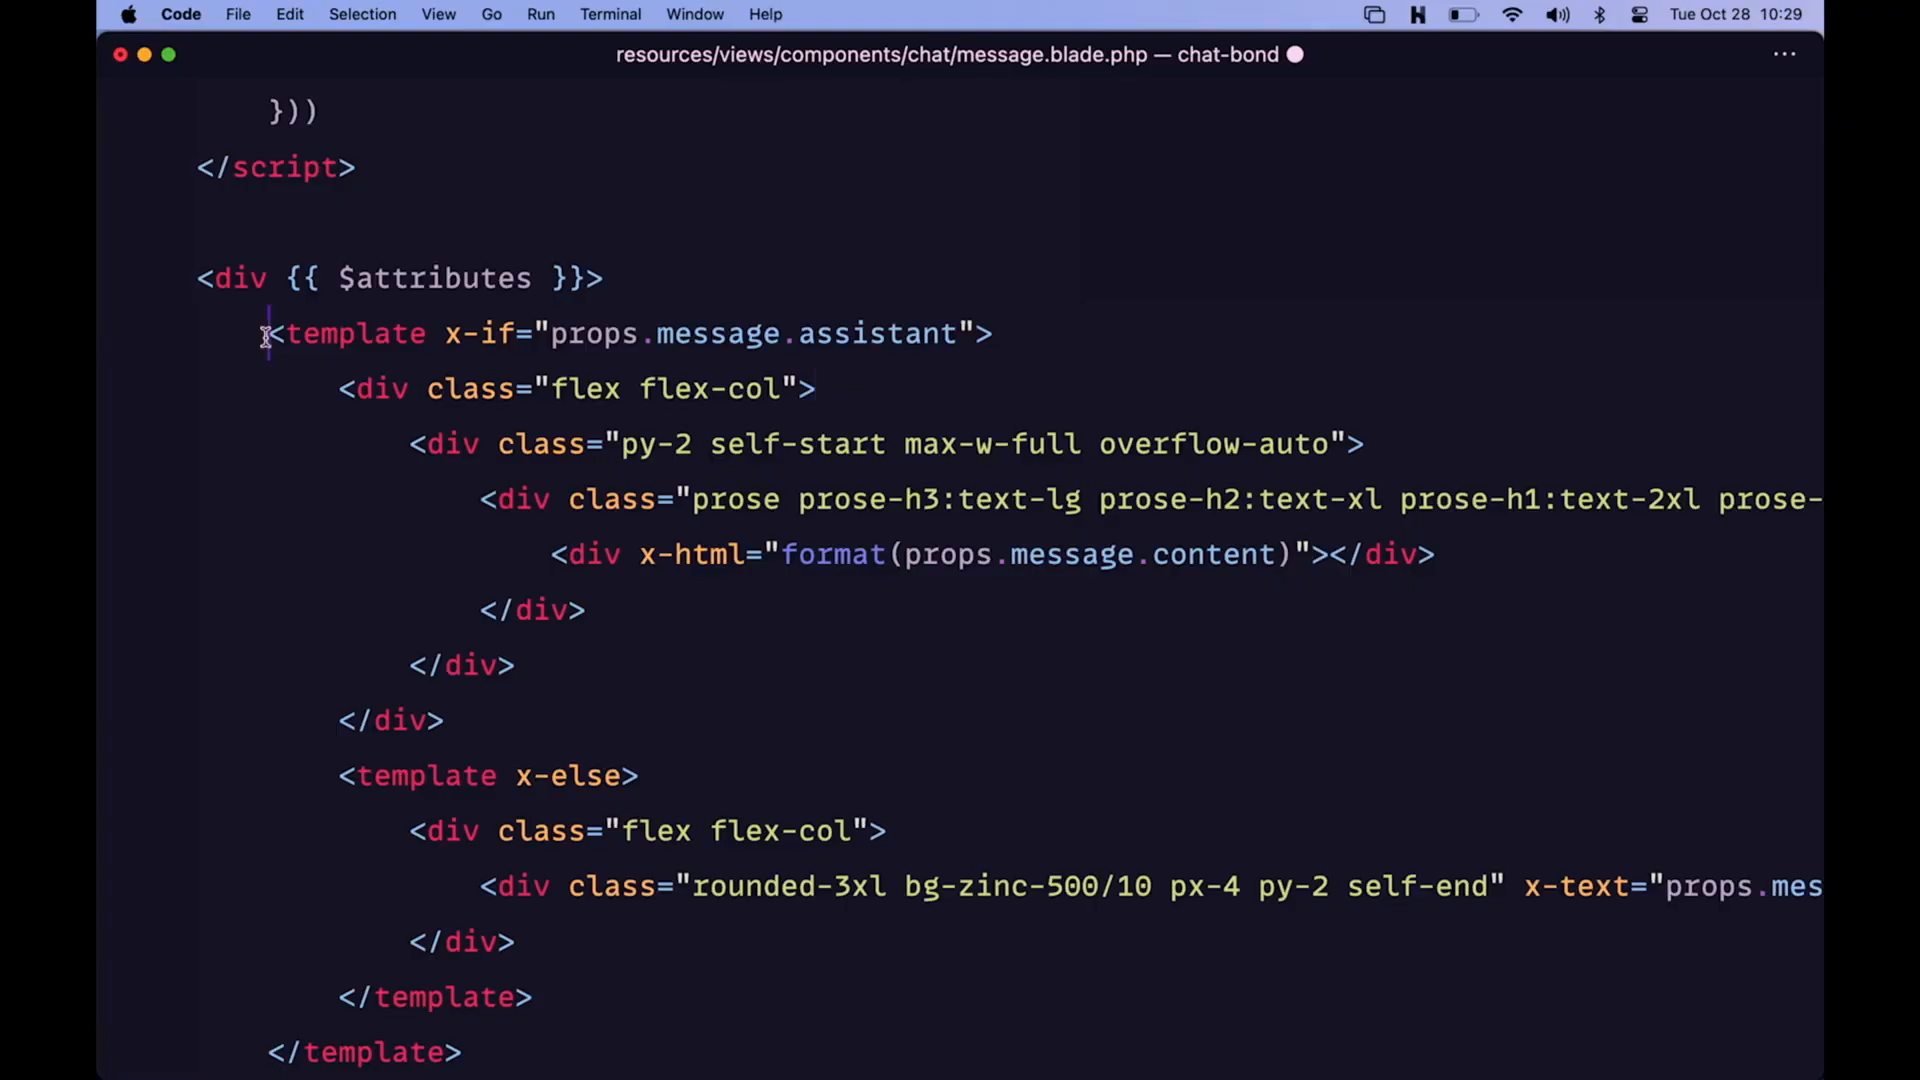 Code File Edit Selection View Go Run Terminal Window Help Tue Oct 28 10:29
resources/views/components/chat/message.blade.php — chat-bond
}))
</script>
<div {{ $attributes }}>
<template x-if="props.message.assistant">
<div class="flex flex-col">
<div class="py-2 self-start max-w-full overflow-auto">
<div class="prose prose-h3:text-lg prose-h2:text-xl prose-h1:text-2xl prose-
<div x-html="format(props.message.content)"></div>
</div>
</div>
</div>
<template x-else>
<div class="flex flex-col">
<div class="rounded-3xl bg-zinc-500/10 px-4 py-2 self-end" x-text="props.mes
</div>
</template>
</template>